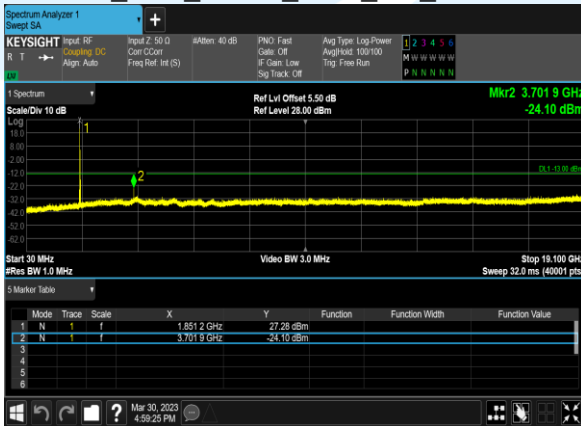 Spectrum Analyzer 1
Swept SA
KEYSIGHT Input: RF Input Z: 50 Ω #Atten: 40 dB PNO: Fast Avg Type: Log-Power 1 2 3 4 5 6
R T Coupling: DC Corr CCorr Gate: Off Avg|Hold: 100/100 M W W W W W
Align: Auto Freq Ref: Int (S) IF Gain: Low Trig: Free Run P N N N N N
Sig Track: Off
1 Spectrum Ref Lvl Offset 5.50 dB Mkr2 3.701 9 GHz
Scale/Div 10 dB Ref Level 28.00 dBm -24.10 dBm
Log
18.0
8.00
-2.00
-12.0
-22.0
-32.0
-42.0
-52.0
-62.0
1
2
DL1 -13.00 dBm
Start 30 MHz Video BW 3.0 MHz Stop 19.100 GHz
#Res BW 1.0 MHz Sweep 32.0 ms (40001 pts)
5 Marker Table
Mode Trace Scale X Y Function Function Width Function Value
1 N 1 f 1.851 2 GHz 27.28 dBm
2 N 1 f 3.701 9 GHz -24.10 dBm
3
4
5
6
Mar 30, 2023
4:59:25 PM